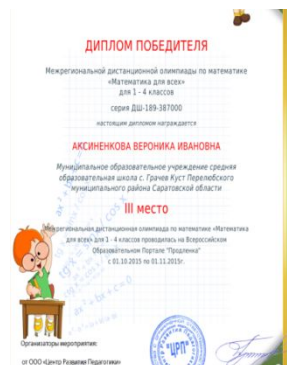 ДИПЛОМ ПОБЕДИТЕЛЯ
Межрегиональной дистанционной олимпиады по математике
«Математика для всех»
для 1 - 4 классов
серия ДШ-189-387000
настоящим дипломом награждается
АКСИНЕНКОВА ВЕРОНИКА ИВАНОВНА
Муниципальное образовательное учреждение средняя
образовательная школа с. Грачев Куст Перелюбского
муниципального района Саратовской области
III место
Межрегиональная дистанционная олимпиада по математике «Математика
для всех» для 1 - 4 классов проводилась на Всероссийском
Образовательном Портале "Продленка"
с 01.10.2015 по 01.11.2015г.
Организаторы мероприятия:
от ООО «Центр Развития Педагогики»
ЦРП